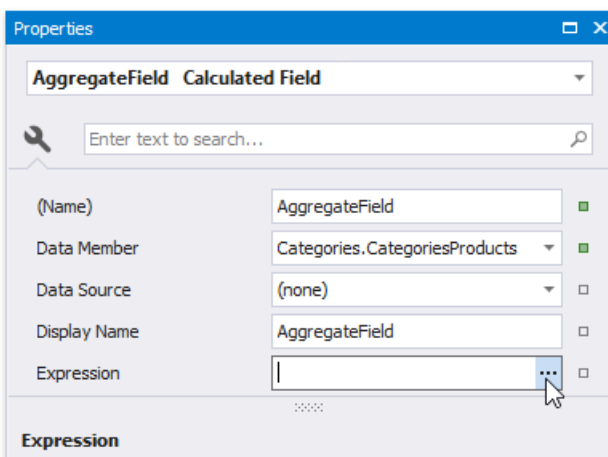 Properties
AggregateField Calculated Field
Enter text to search...
(Name) AggregateField
Data Member Categories.CategoriesProducts
Data Source (none)
Display Name AggregateField
Expression ...
Expression